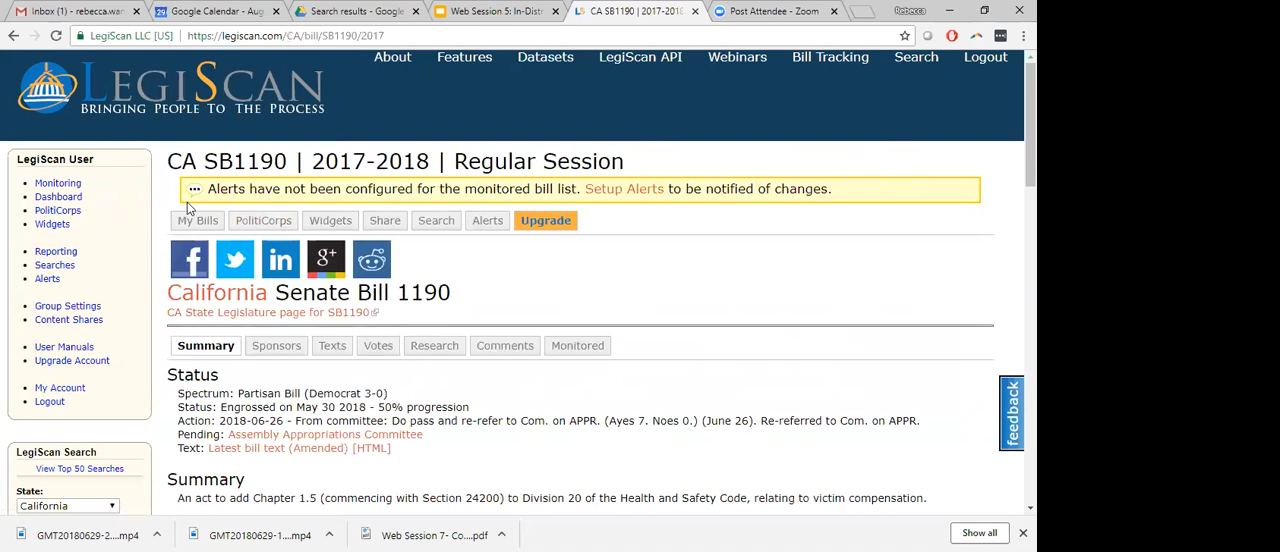 Inbox (1) - rebecca.wan
Google Calendar - Aug
Search results - Google
Web Session 5: In-Distr
CA SB1190 | 2017-2018
Post Attendee - Zoom
Rebecca
LegiScan LLC [US] | https://legiscan.com/CA/bill/SB1190/2017
LEGISCAN
BRINGING PEOPLE TO THE PROCESS
About Features Datasets LegiScan API Webinars Bill Tracking Search Logout
LegiScan User
Monitoring
Dashboard
PolitiCorps
Widgets
Reporting
Searches
Alerts
Group Settings
Content Shares
User Manuals
Upgrade Account
My Account
Logout
LegiScan Search
View Top 50 Searches
State:
California
CA SB1190 | 2017-2018 | Regular Session
Alerts have not been configured for the monitored bill list. Setup Alerts to be notified of changes.
My Bills PolitiCorps Widgets Share Search Alerts Upgrade
California Senate Bill 1190
CA State Legislature page for SB1190
Summary Sponsors Texts Votes Research Comments Monitored
Status
Spectrum: Partisan Bill (Democrat 3-0)
Status: Engrossed on May 30 2018 - 50% progression
Action: 2018-06-26 - From committee: Do pass and re-refer to Com. on APPR. (Ayes 7. Noes 0.) (June 26). Re-referred to Com. on APPR.
Pending: Assembly Appropriations Committee
Text: Latest bill text (Amended) [HTML]
Summary
An act to add Chapter 1.5 (commencing with Section 24200) to Division 20 of the Health and Safety Code, relating to victim compensation.
feedback
GMT20180629-2....mp4
GMT20180629-1....mp4
Web Session 7- Co....pdf
Show all